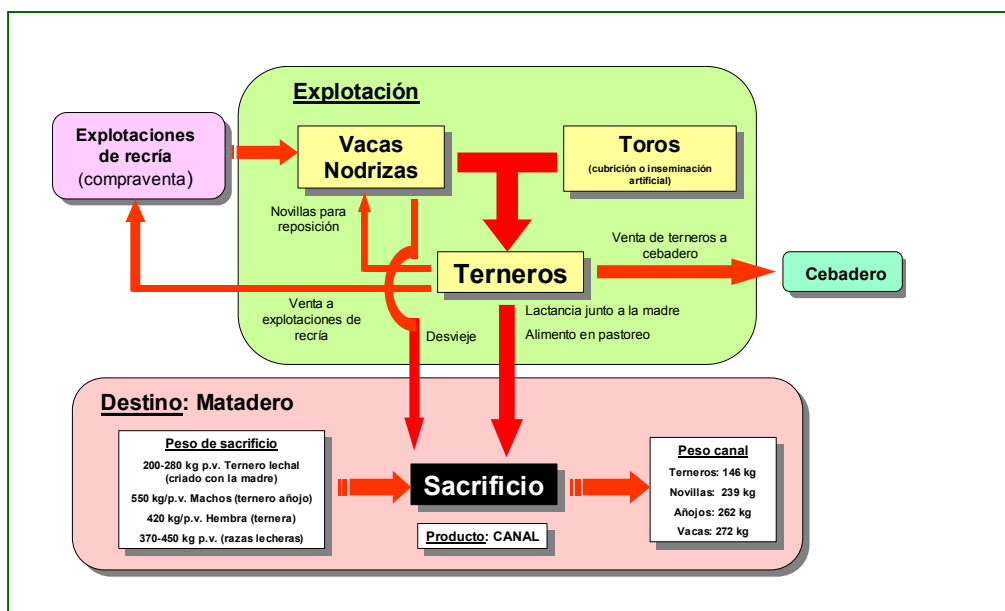 Explotación
Explotaciones
de recría
(compraventa)
Vacas
Nodrizas
Toros
(cubrición o inseminación
artificial)
Novillas para
reposición
Venta de terneros a
cebadero
Terneros
Cebadero
Venta a
explotaciones de
recría
Desvieje
Lactancia junto a la madre
Alimento en pastoreo
Destino: Matadero
Peso de sacrificio
200-280 kg p.v. Ternero lechal
(criado con la madre)
550 kg/p.v. Machos (ternero añojo)
420 kg/p.v. Hembra (ternera)
370-450 kg p.v. (razas lecheras)
Sacrificio
Producto: CANAL
Peso canal
Terneros: 146 kg
Novillas: 239 kg
Añojos: 262 kg
Vacas: 272 kg